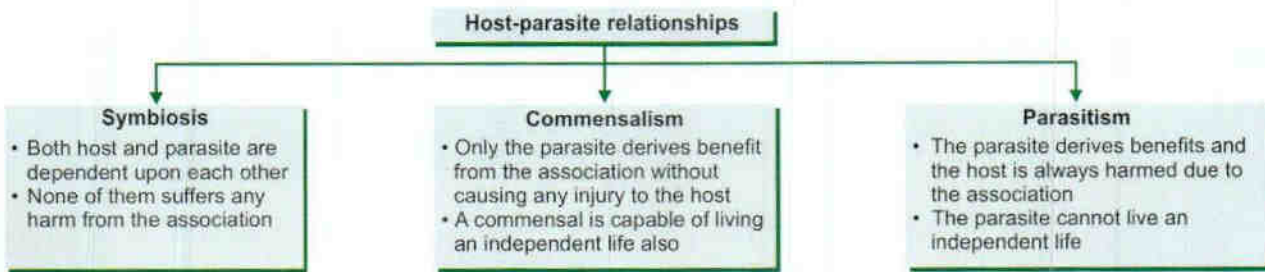 Host-parasite relationships
Symbiosis
• Both host and parasite are
dependent upon each other
• None of them suffers any
harm from the association
Commensalism
• Only the parasite derives benefit
from the association without
causing any injury to the host
• A commensal is capable of living
an independent life also
Parasitism
• The parasite derives benefits and
the host is always harmed due to
the association
• The parasite cannot live an
independent life